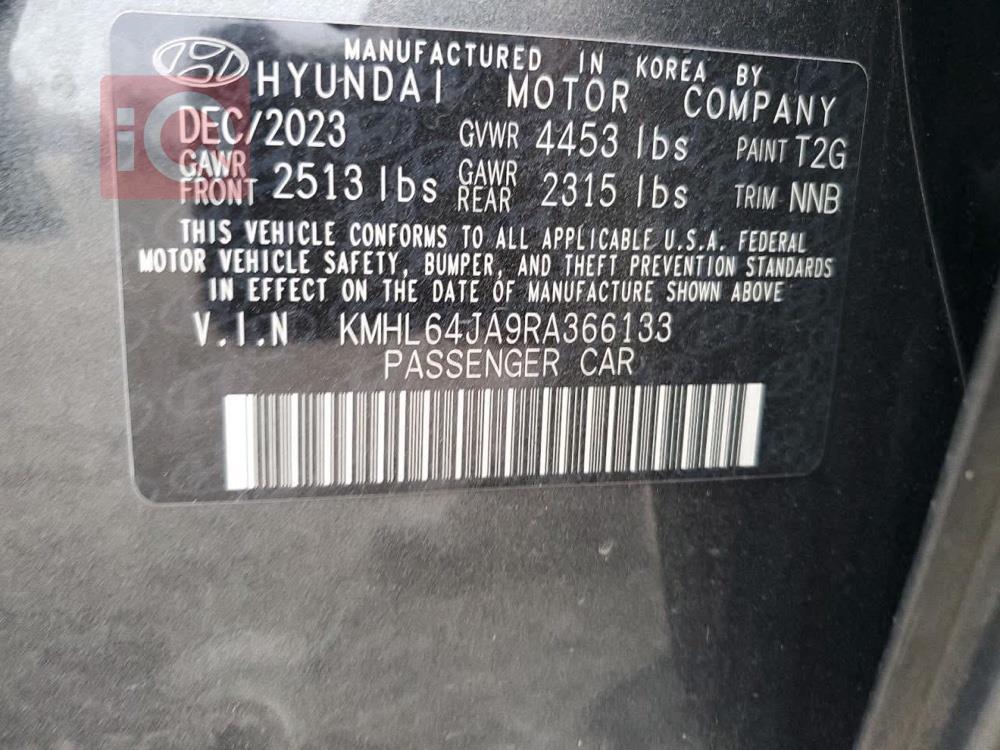 MANUFACTURED IN KOREA BY
HYUNDAI MOTOR COMPANY
DEC/2023 GVWR 4453 lbs PAINT T2G
GAWR FRONT 2513 lbs GAWR REAR 2315 lbs TRIM NNB
THIS VEHICLE CONFORMS TO ALL APPLICABLE U.S.A. FEDERAL
MOTOR VEHICLE SAFETY, BUMPER, AND THEFT PREVENTION STANDARDS
IN EFFECT ON THE DATE OF MANUFACTURE SHOWN ABOVE
V.I.N KMHL64JA9RA366133
PASSENGER CAR